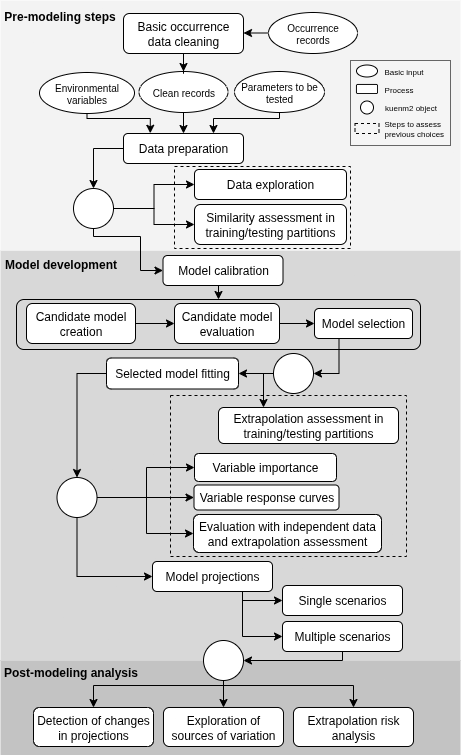 Pre-modeling steps
Basic occurrence
data cleaning
Occurrence
records
Environmental
variables
Clean records
Parameters to be
tested
Basic input
Process
kuenm2 object
Steps to assess
previous choices
Data preparation
Data exploration
Similarity assessment in
training/testing partitions
Model development
Model calibration
Candidate model
creation
Candidate model
evaluation
Model selection
Selected model fitting
Extrapolation assessment in
training/testing partitions
Variable importance
Variable response curves
Evaluation with independent data
and extrapolation assessment
Model projections
Single scenarios
Multiple scenarios
Post-modeling analysis
Detection of changes
in projections
Exploration of
sources of variation
Extrapolation risk
analysis